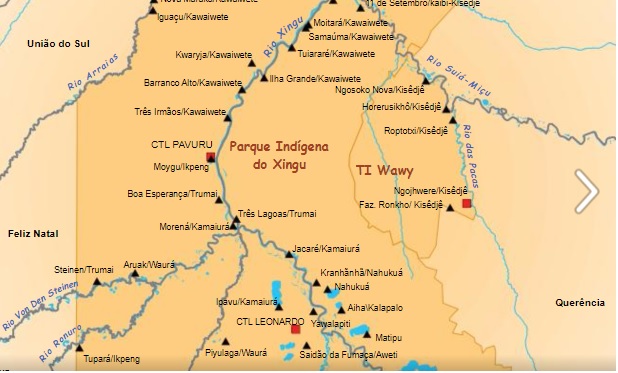 11 de Setembro/kaibi-Kisêdjê
Iguaçu/Kawaiwete
Moitará/Kawaiwete
Rio Xingu
União do Sul
Samaúma/Kawaiwete
Kwaryja/Kawaiwete
Tuiararé/Kawaiwete
Rio Arraias
Rio Suiá-Miçu
Barranco Alto/Kawaiwete
Ilha Grande/Kawaiwete
Ngosoko Nova/Kisêdjê
Horerusikhô/Kisêdjê
Três Irmãos/Kawaiwete
Roptotxi/Kisêdjê
CTL PAVURU
Parque Indígena
do Xingu
Moygu/Ikpeng
TI Wawy
Rio das Pacas
Ngojhwere/Kisêdjê
Boa Esperança/Trumai
Faz. Ronkho/ Kisêdjê
Três Lagoas/Trumai
Morená/Kamaiurá
Feliz Natal
Jacaré/Kamaiurá
Aruak/Waurá
Steinen/Trumai
Kranhãnhã/Nahukuá
Nahukuá
Rio Von Den Steinen
Ipavu/Kamaiurá
Aiha\Kalapalo
Querência
CTL LEONARDO
Yawalapiti
Rio Ronuro
Matipu
Tupará/Ikpeng
Piyulaga/Waurá
Saidão da Fumaça/Aweti